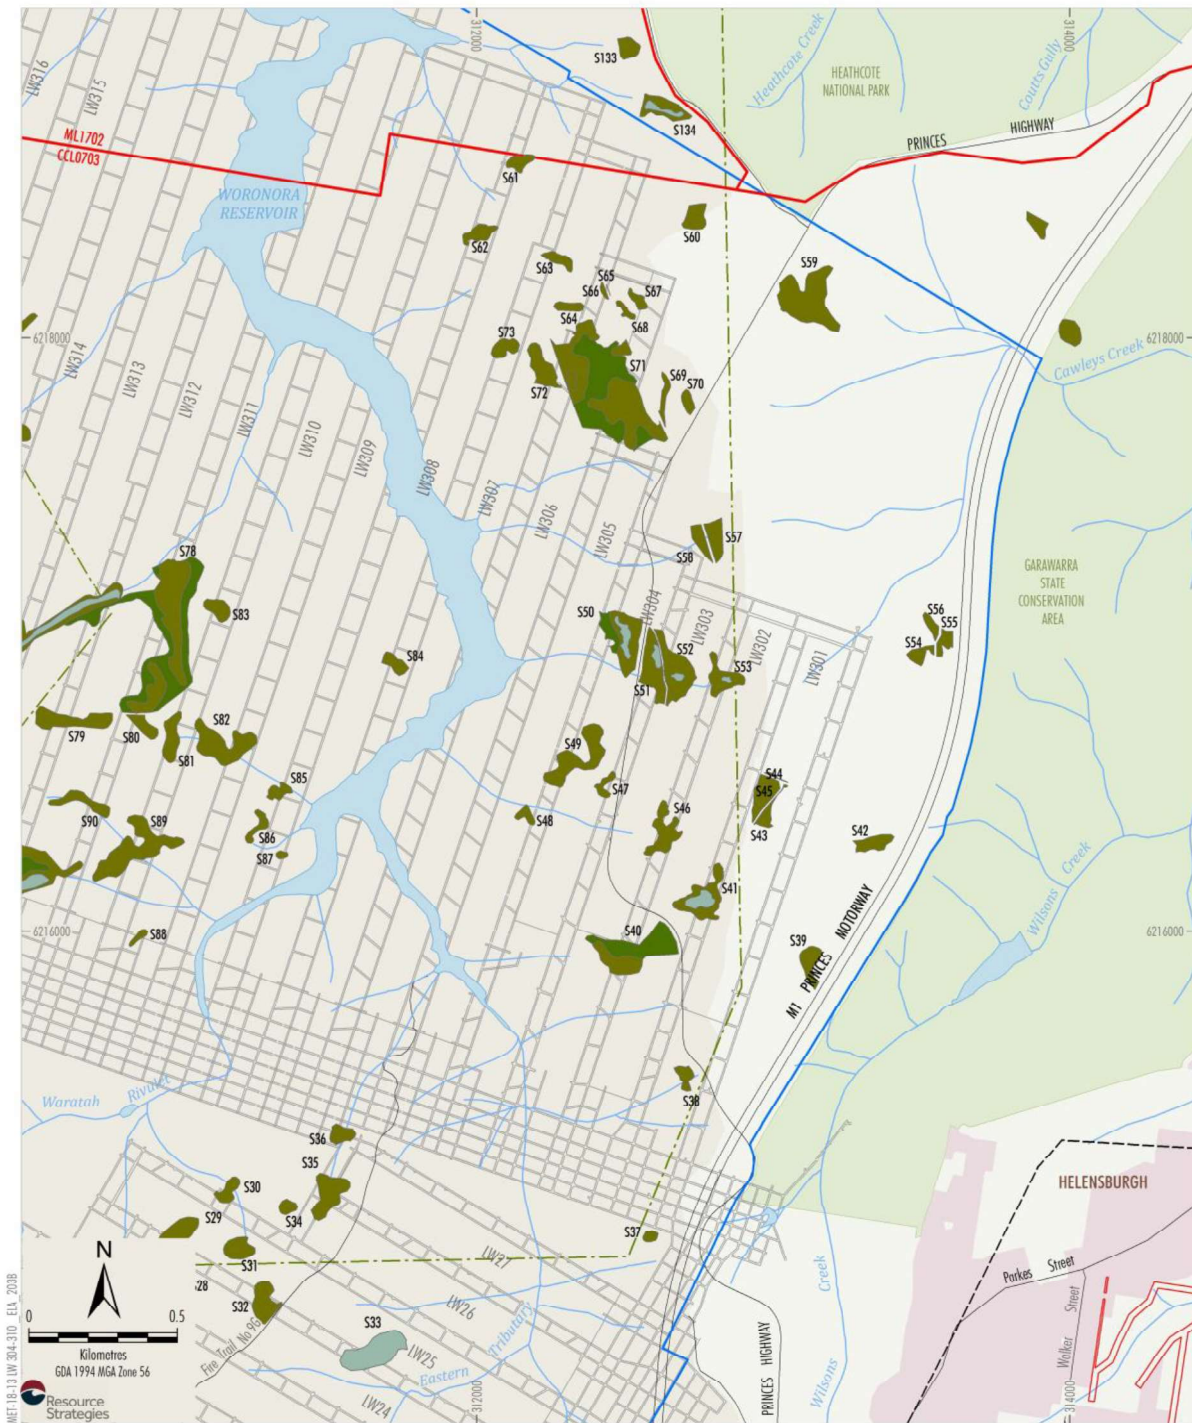 312000
314000
S133
S134
Heathcote Creek
HEATHCOTE
NATIONAL PARK
Coutts Gully
PRINCES
HIGHWAY
LW316
LW315
ML1702
CCL0703
S61
WORONORA
RESERVOIR
S62
S60
S59
S63
S65
S66
S67
S64
S68
6218000
6218000
S73
LW314
LW313
LW312
LW311
LW310
LW309
LW308
LW307
LW306
LW305
S72
S71
S69
S70
Cawleys Creek
S78
S58
S57
GARAWARRA
STATE
CONSERVATION
AREA
S83
S50
LW304
LW303
LW302
LW301
S56
S55
S54
S84
S52
S53
S51
S79
S80
S81
S82
S49
S44
S45
S43
S47
S85
S90
S89
S86
S87
S48
S46
S42
S41
Wilsons Creek
M1 PRINCES MOTORWAY
6216000
6216000
S88
S40
S39
Waratah Rivulet
S38
S36
S35
S30
S34
S29
S37
S31
HELENSBURGH
Parkes Street
Walker Street
LW27
LW26
LW25
LW24
S32
S33
Fire Trail No 9G
Eastern Tributary
PRINCES HIGHWAY
Wilsons Creek
N
0
0.5
Kilometres
GDA 1994 MGA Zone 56
Resource
Strategies
312000
314000